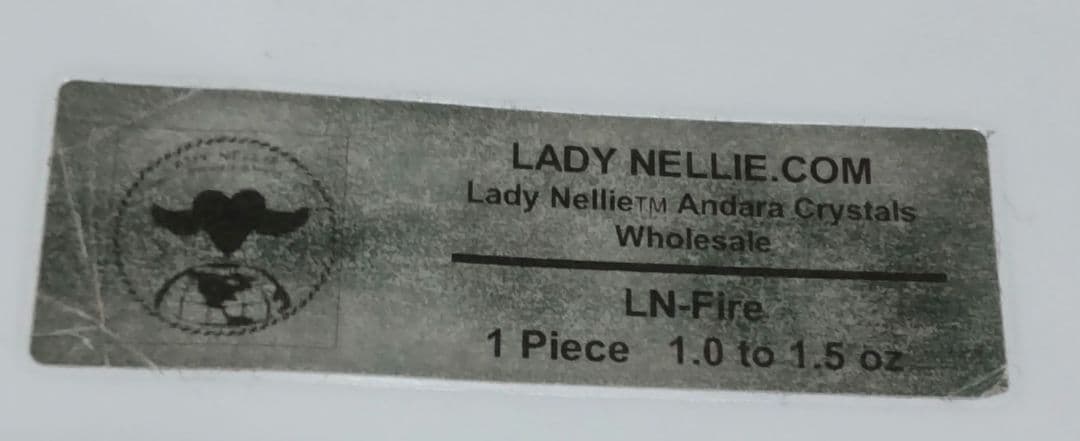 LADY NELLIE.COM
Lady Nellie™ Andara Crystals
Wholesale
LN-Fire
1 Piece 1.0 to 1.5 oz